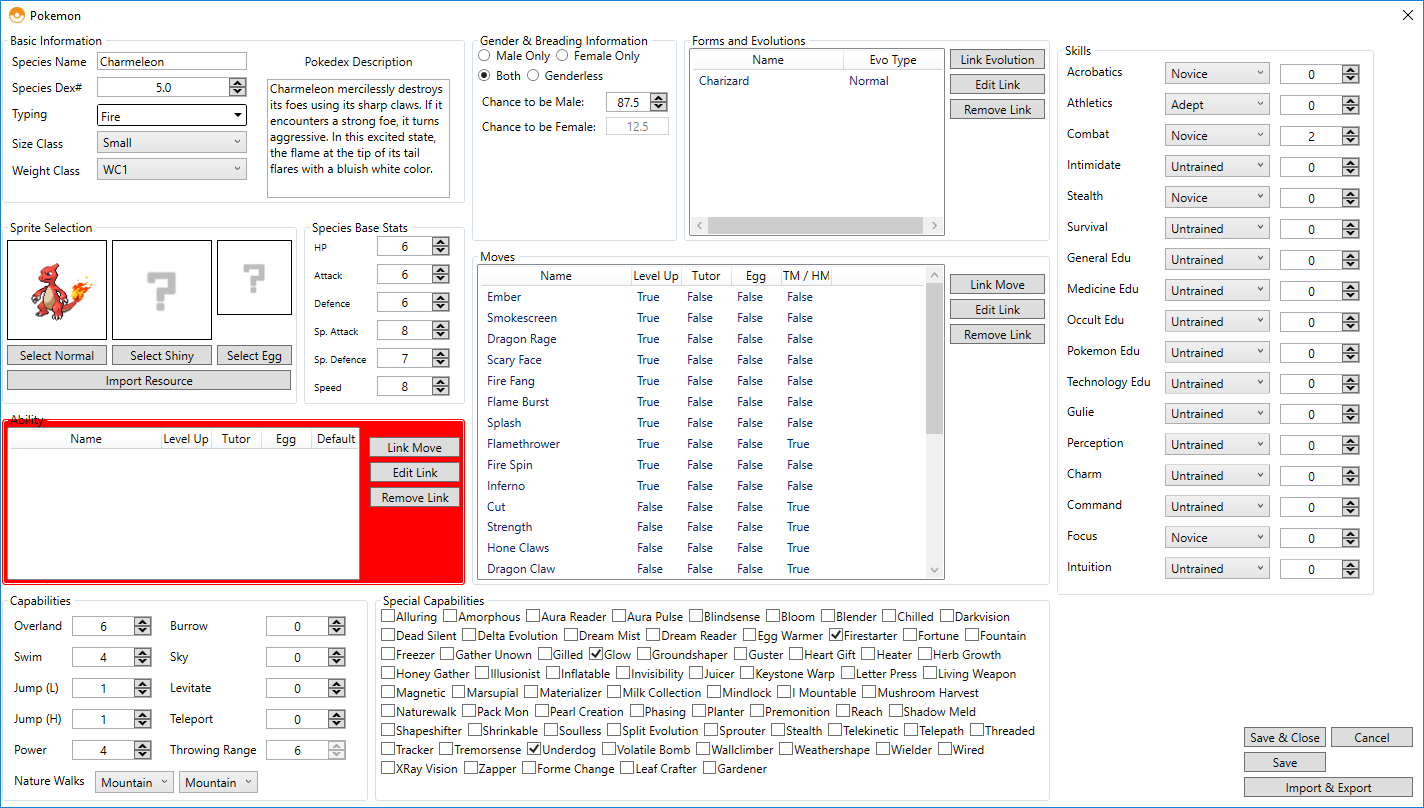 Pokemon
Basic Information
Species Name Charmeleon
Species Dex# 5.0
Typing Fire
Size Class Small
Weight Class WC1
Pokedex Description
Charmeleon mercilessly destroys
its foes using its sharp claws. If it
encounters a strong foe, it turns
aggressive. In this excited state,
the flame at the tip of its tail
flares with a bluish white color.
Gender & Breading Information
Male Only Female Only
Both Genderless
Chance to be Male: 87.5
Chance to be Female: 12.5
Forms and Evolutions
Name Evo Type
Charizard Normal
Link Evolution
Edit Link
Remove Link
Skills
Acrobatics Novice 0
Athletics Adept 0
Combat Novice 2
Intimidate Untrained 0
Stealth Novice 0
Survival Untrained 0
General Edu Untrained 0
Medicine Edu Untrained 0
Occult Edu Untrained 0
Pokemon Edu Untrained 0
Technology Edu Untrained 0
Gulie Untrained 0
Perception Untrained 0
Charm Untrained 0
Command Untrained 0
Focus Novice 0
Intuition Untrained 0
Sprite Selection
? ?
Select Normal Select Shiny Select Egg
Import Resource
Species Base Stats
HP 6
Attack 6
Defence 6
Sp. Attack 8
Sp. Defence 7
Speed 8
Moves
Name Level Up Tutor Egg TM / HM
Ember True False False False
Smokescreen True False False False
Dragon Rage True False False False
Scary Face True False False False
Fire Fang True False False False
Flame Burst True False False False
Splash True False False False
Flamethrower True False False True
Fire Spin True False False False
Inferno True False False False
Cut False False False True
Strength False False False True
Hone Claws False False False True
Dragon Claw False False False True
Link Move
Edit Link
Remove Link
Ability
Name Level Up Tutor Egg Default
Link Move
Edit Link
Remove Link
Capabilities
Overland 6 Burrow 0
Swim 4 Sky 0
Jump (L) 1 Levitate 0
Jump (H) 1 Teleport 0
Power 4 Throwing Range 6
Nature Walks Mountain Mountain
Special Capabilities
Alluring Amorphous Aura Reader Aura Pulse Blindsense Bloom Blender Chilled Darkvision
Dead Silent Delta Evolution Dream Mist Dream Reader Egg Warmer Firestarter Fortune Fountain
Freezer Gather Unown Gilled Glow Groundshaper Guster Heart Gift Heater Herb Growth
Honey Gather Illusionist Inflatable Invisibility Juicer Keystone Warp Letter Press Living Weapon
Magnetic Marsupial Materializer Milk Collection Mindlock I Mountable Mushroom Harvest
Naturewalk Pack Mon Pearl Creation Phasing Planter Premonition Reach Shadow Meld
Shapeshifter Shrinkable Soulless Split Evolution Sprouter Stealth Telekinetic Telepath Threaded
Tracker Tremorsense Underdog Volatile Bomb Wallclimber Weathershape Wielder Wired
XRay Vision Zapper Forme Change Leaf Crafter Gardener
Save & Close Cancel
Save
Import & Export